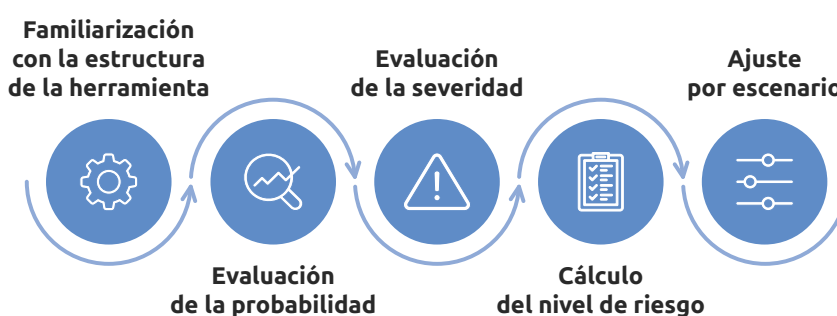 Familiarización
con la estructura
de la herramienta
Evaluación
de la probabilidad
Evaluación
de la severidad
Cálculo
del nivel de riesgo
Ajuste
por escenario